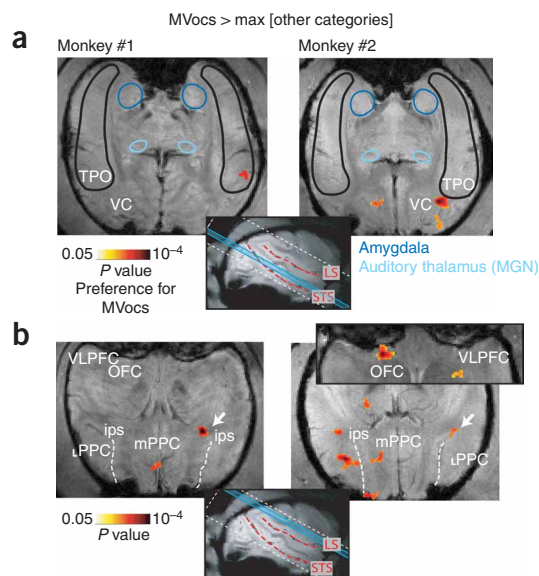 MVocs > max [other categories]
a
Monkey #1
Monkey #2
TPO
VC
VC
TPO
0.05 10⁻⁴
P value
Preference for
MVocs
LS
STS
Amygdala
Auditory thalamus (MGN)
b
VLPFC
OFC
ips
LPPC
mPPC
ips
OFC
VLPFC
ips
mPPC
ips
LPPC
0.05 10⁻⁴
P value
LS
STS